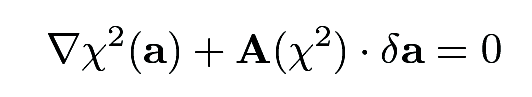 ∇χ²(𝐚) + 𝐀(χ²) · δ𝐚 = 0